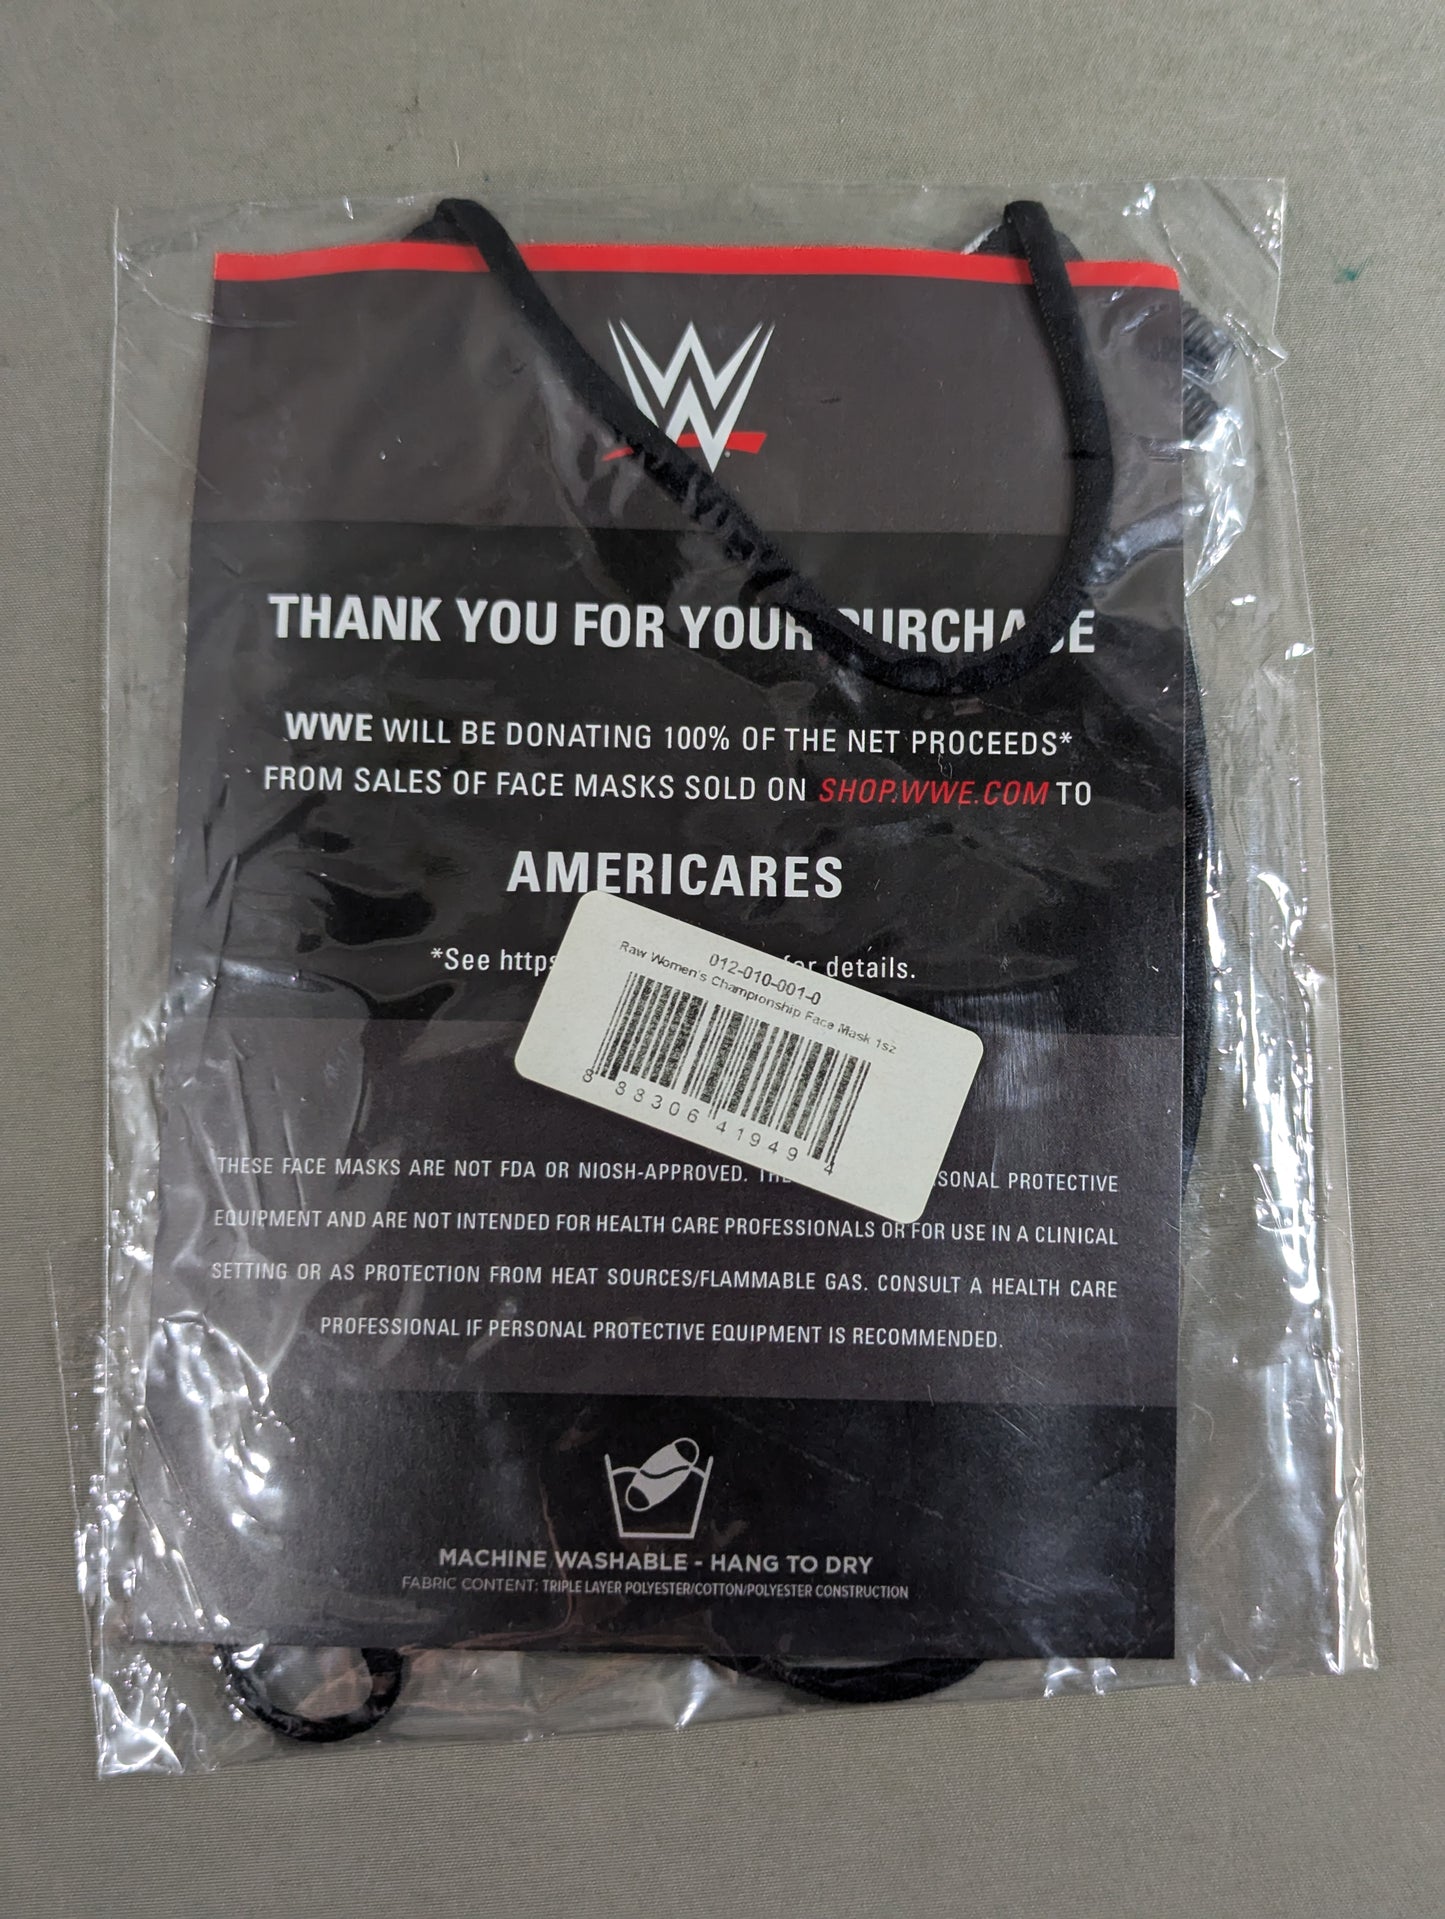 W
THANK YOU FOR YOUR PURCHASE
WWE WILL BE DONATING 100% OF THE NET PROCEEDS*
FROM SALES OF FACE MASKS SOLD ON SHOP.WWE.COM TO
AMERICARES
*See https for details.
012-010-001-0
Raw Women's Championship Face Mask 1sz
8 88306 41949 4
THESE FACE MASKS ARE NOT FDA OR NIOSH-APPROVED. PROTECTIVE
EQUIPMENT AND ARE NOT INTENDED FOR HEALTH CARE PROFESSIONALS OR FOR USE IN A CLINICAL
SETTING OR AS PROTECTION FROM HEAT SOURCES/FLAMMABLE GAS. CONSULT A HEALTH CARE
PROFESSIONAL IF PERSONAL PROTECTIVE EQUIPMENT IS RECOMMENDED.
MACHINE WASHABLE - HANG TO DRY
FABRIC CONTENT: TRIPLE LAYER POLYESTER/COTTON/POLYESTER CONSTRUCTION